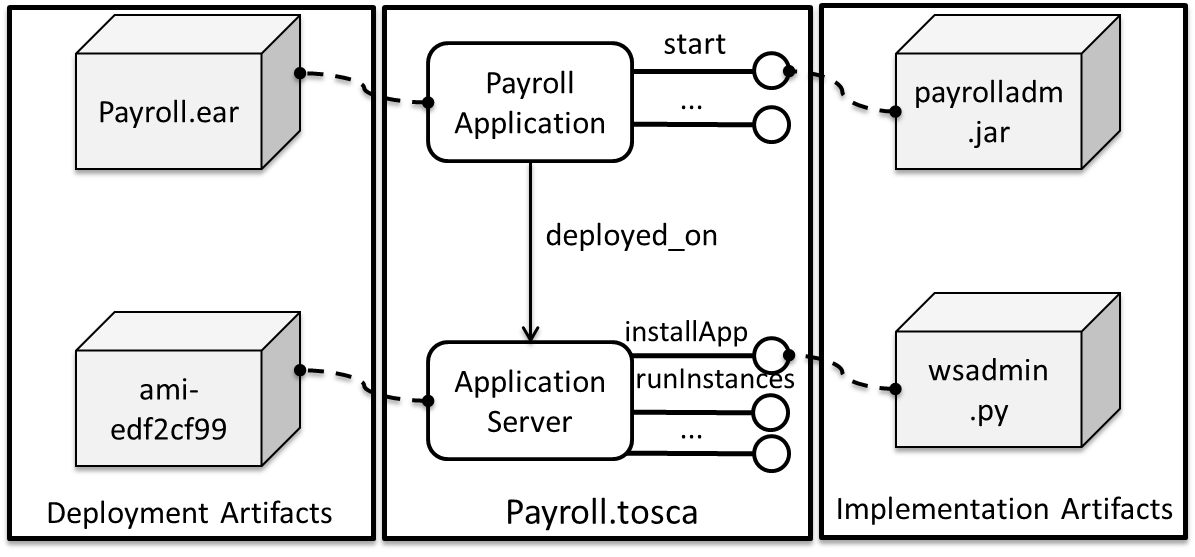 Payroll.ear
ami-
edf2cf99
Deployment Artifacts
Payroll
Application
start
...
deployed_on
Application
Server
installApp
runInstances
...
Payroll.tosca
payrolladm
.jar
wsadmin
.py
Implementation Artifacts